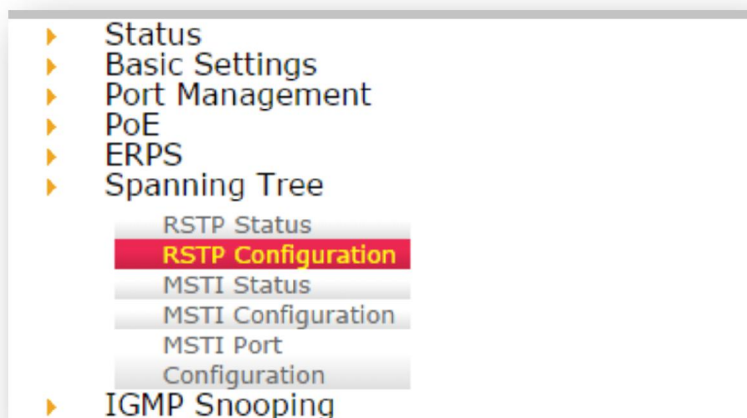 Status
Basic Settings
Port Management
PoE
ERPS
Spanning Tree
RSTP Status
RSTP Configuration
MSTI Status
MSTI Configuration
MSTI Port
Configuration
IGMP Snooping